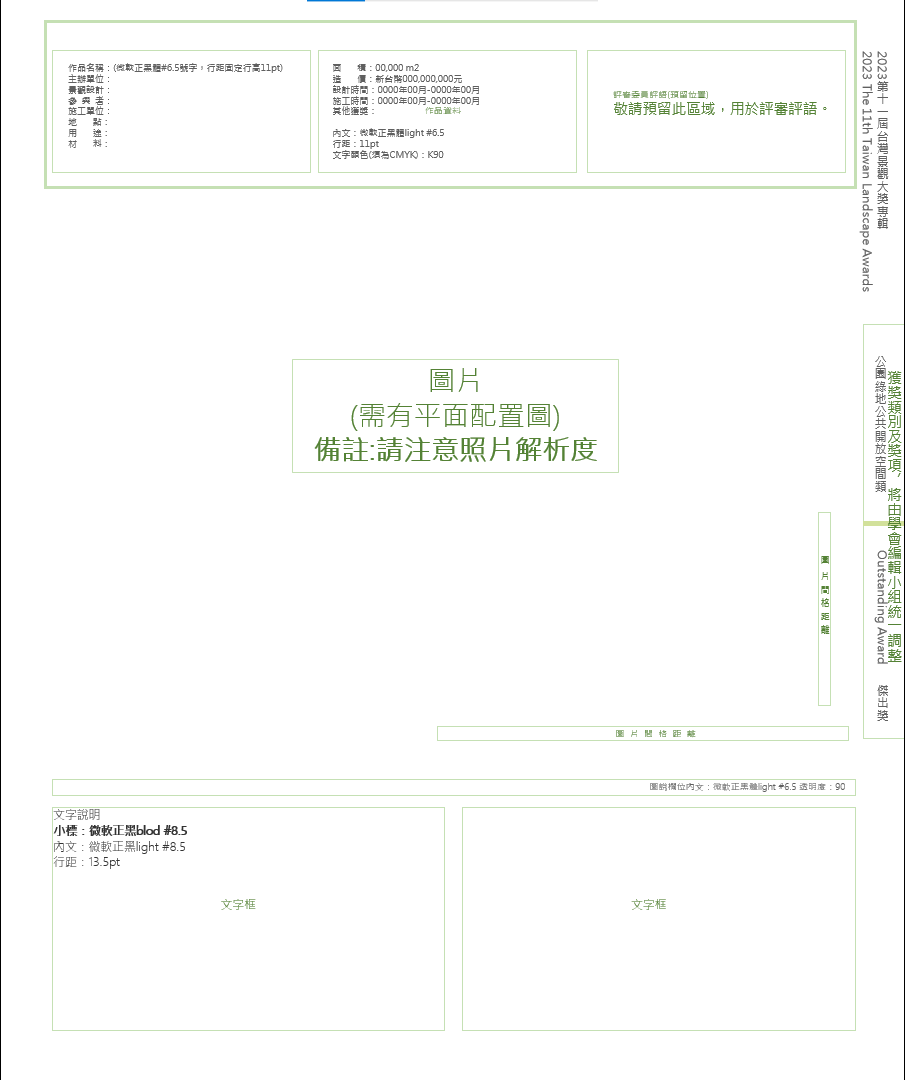 作品名稱：(微軟正黑體#6.5號字，行距固定行高11pt)
主辦單位：
景觀設計：
參 與 者：
施工單位：
地　　點：
用　　途：
材　　料：
面　　積：00,000 m2
造　　價：新台幣000,000,000元
設計時間：0000年00月-0000年00月
施工時間：0000年00月-0000年00月
其他獲獎：
作品資料
內文：微軟正黑體light #6.5
行距：11pt
文字顏色(須為CMYK)：K90
評審委員評語(預留位置)
敬請預留此區域，用於評審評語。
2023第十一屆台灣景觀大獎專輯
2023 The 11th Taiwan Landscape Awards
圖片
(需有平面配置圖)
備註:請注意照片解析度
公園綠地公共開放空間類
獲獎類別及獎項，將由學會編輯小組統一調整
Outstanding Award 傑出獎
圖片間格距離
圖 片 間 格 距 離
圖說欄位內文：微軟正黑體light #6.5 透明度：90
文字說明
小標：微軟正黑blod #8.5
內文：微軟正黑light #8.5
行距：13.5pt
文字框
文字框